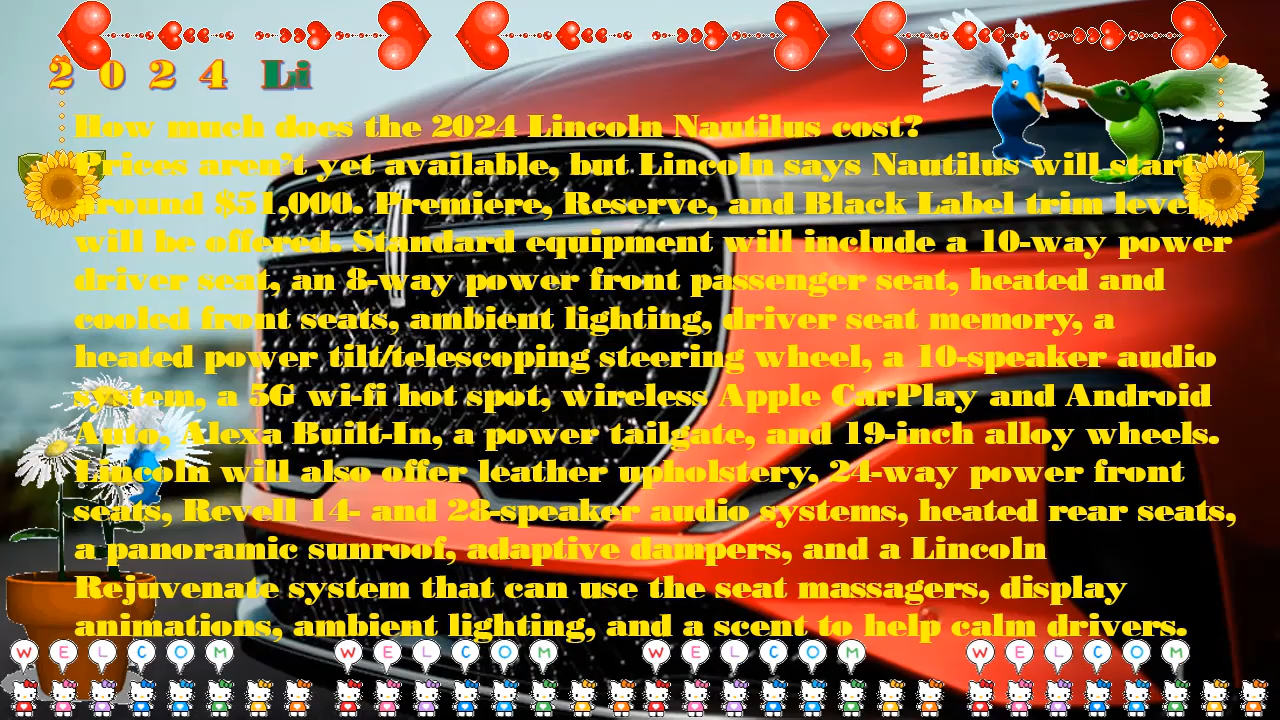 2 0 2 4 Li
How much does the 2024 Lincoln Nautilus cost?
Prices aren't yet available, but Lincoln says Nautilus will start
around $51,000. Premiere, Reserve, and Black Label trim levels
will be offered. Standard equipment will include a 10-way power
driver seat, an 8-way power front passenger seat, heated and
cooled front seats, ambient lighting, driver seat memory, a
heated power tilt/telescoping steering wheel, a 10-speaker audio
system, a 5G wi-fi hot spot, wireless Apple CarPlay and Android
Auto, Alexa Built-In, a power tailgate, and 19-inch alloy wheels.
Lincoln will also offer leather upholstery, 24-way power front
seats, Revell 14- and 28-speaker audio systems, heated rear seats,
a panoramic sunroof, adaptive dampers, and a Lincoln
Rejuvenate system that can use the seat massagers, display
animations, ambient lighting, and a scent to help calm drivers.
W E L C O M W E L C O M W E L C O M W E L C O M